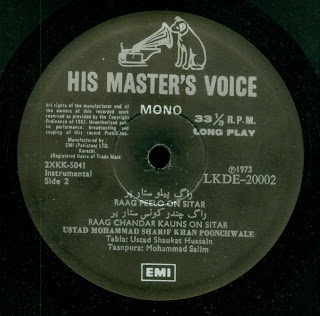 HIS MASTER'S VOICE
All rights of the manufacturer and of
the owners of this recorded work
reserved as provided by the Copyright
Ordinance of 1962. Unauthorised pub-
lic performance, broadcasting and
copying of this record Prohibited.
Manufactured by:
EMI (Pakistan) LTD.
Karachi.
(Registered Users of Trade Mark)
MONO
33⅓ R.P.M.
LONG PLAY
2XKK-5041
Instrumental
Side 2
℗1973
LKDE-20002
راگ پیلو ستار پر
RAAG PEELO ON SITAR
راگ چندر کونس ستار پر
RAAG CHANDAR KAUNS ON SITAR
USTAD MOHAMMAD SHARIF KHAN POONCHWALE
Tabla: Ustad Shaukat Hussain
Taanpura: Mohammad Salim
EMI